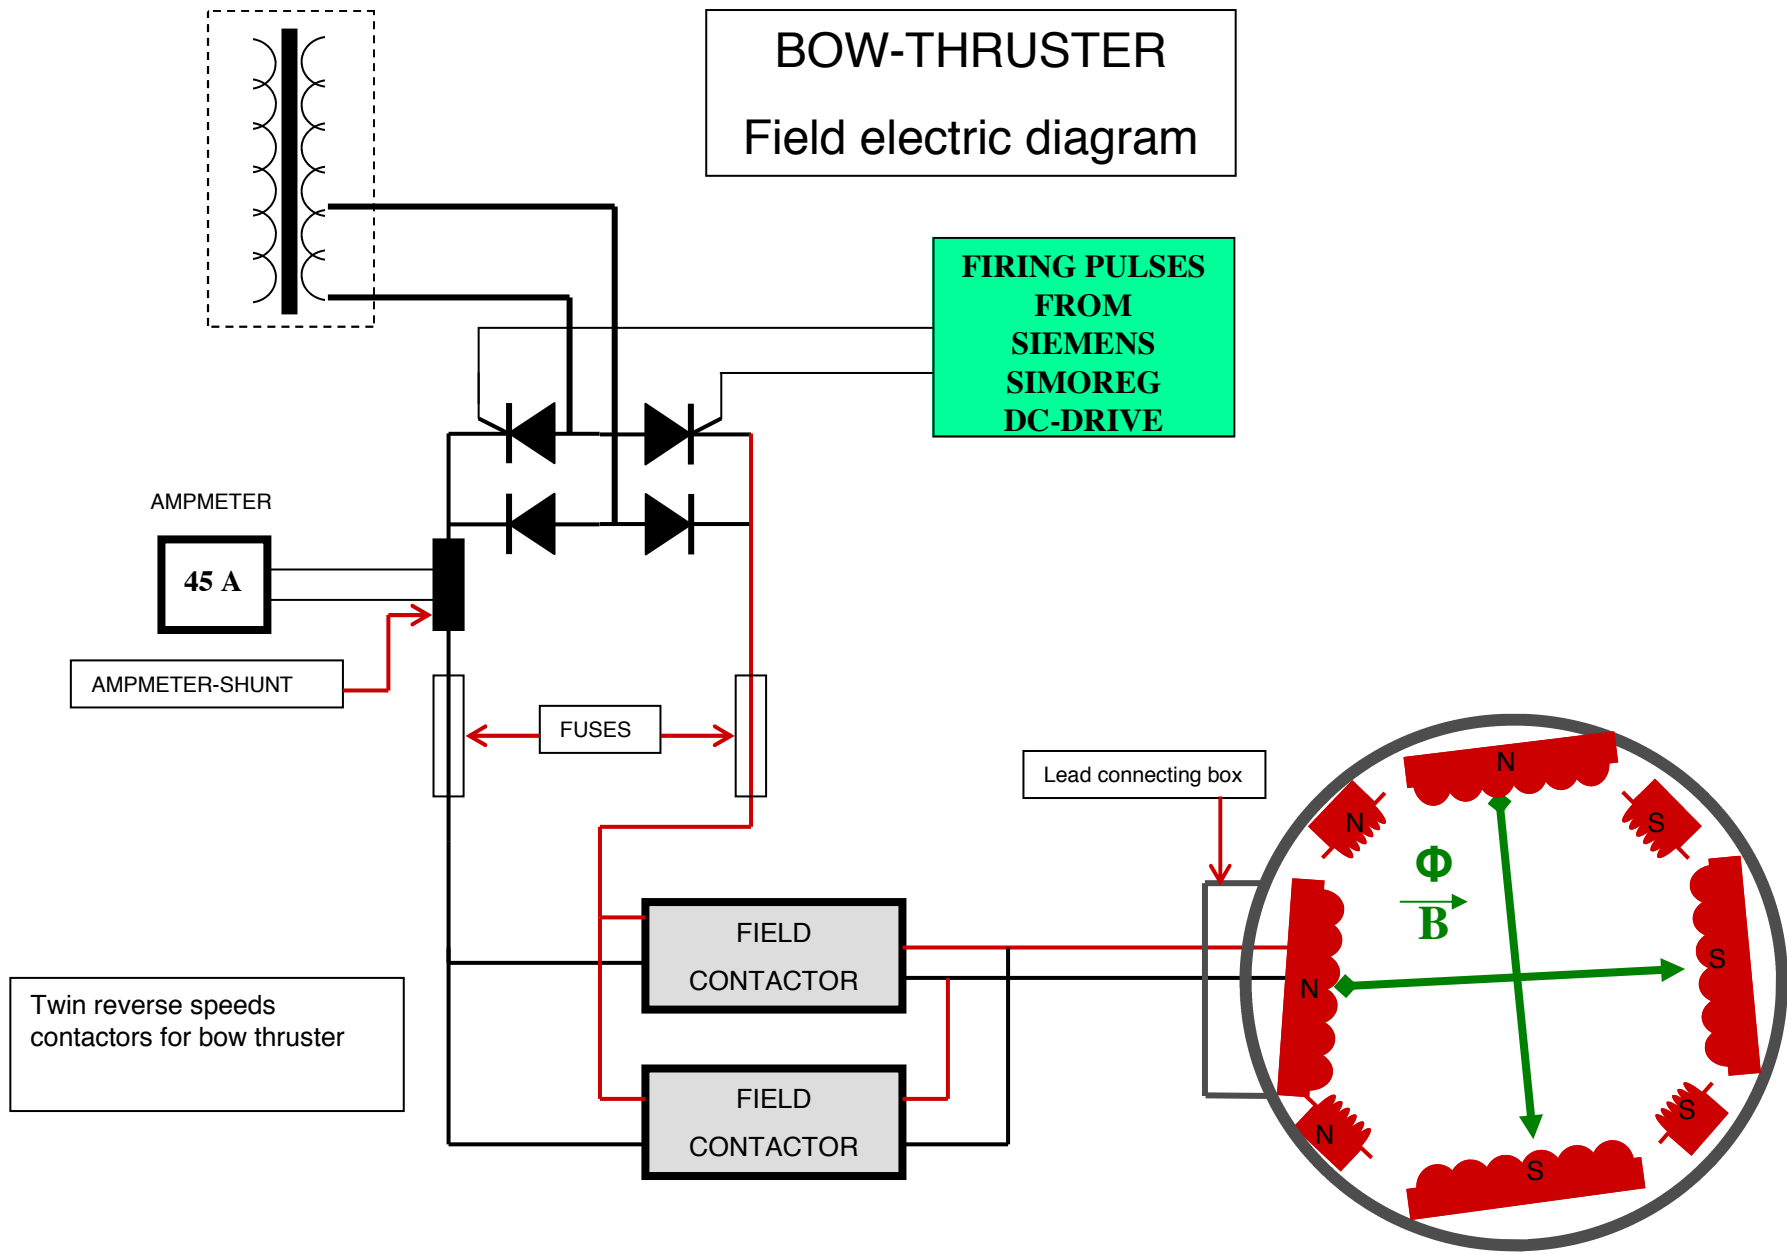 BOW-THRUSTER
Field electric diagram
FIRING PULSES
FROM
SIEMENS
SIMOREG
DC-DRIVE
AMPMETER
45 A
AMPMETER-SHUNT
FUSES
Lead connecting box
N
N
S
Φ
B
N
S
FIELD
CONTACTOR
Twin reverse speeds
contactors for bow thruster
FIELD
CONTACTOR
N
S
S